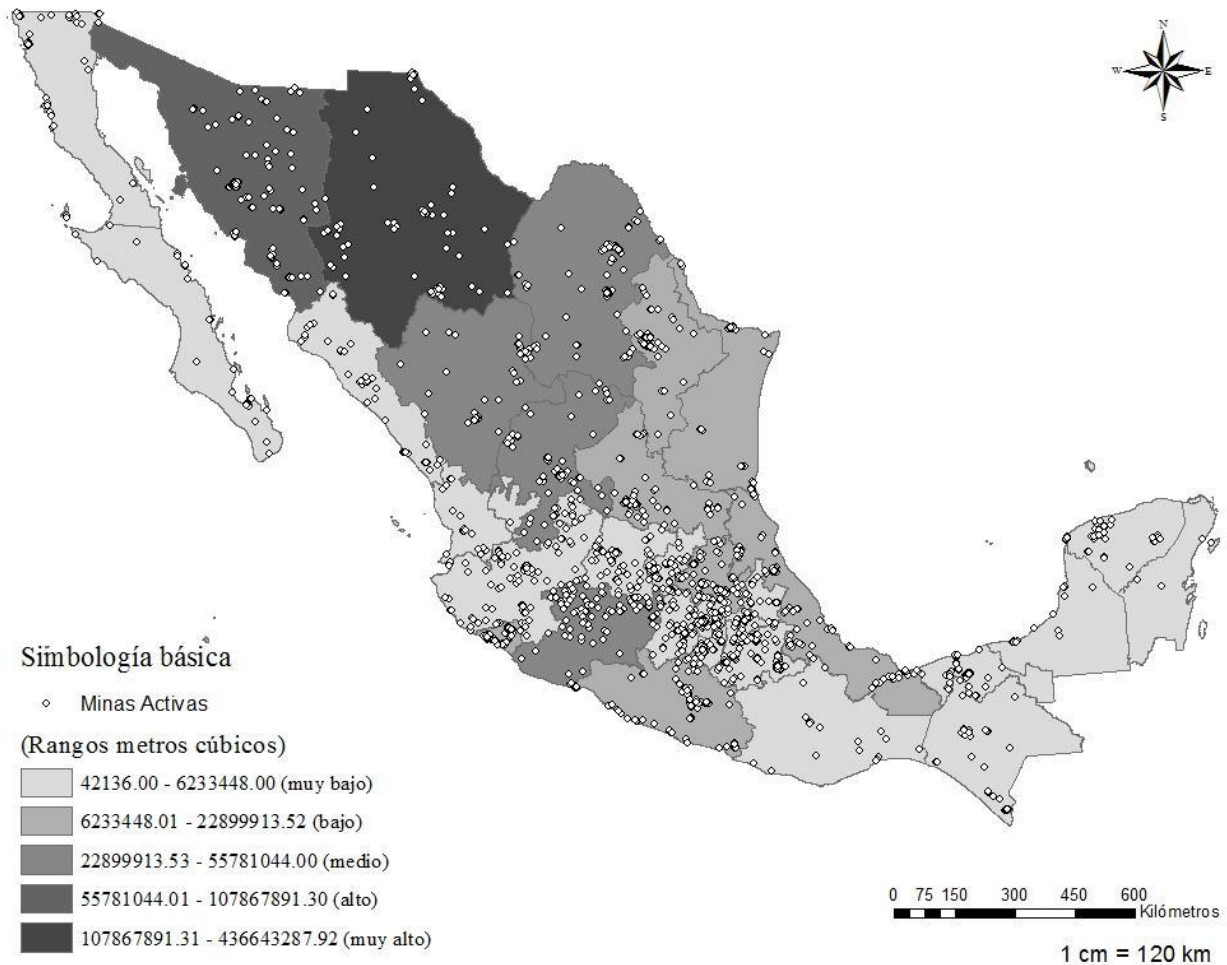 N
W E
S
Simbología básica
Minas Activas
(Rangos metros cúbicos)
42136.00 - 6233448.00 (muy bajo)
6233448.01 - 22899913.52 (bajo)
22899913.53 - 55781044.00 (medio)
55781044.01 - 107867891.30 (alto)
107867891.31 - 436643287.92 (muy alto)
0 75 150 300 450 600
Kilómetros
1 cm = 120 km